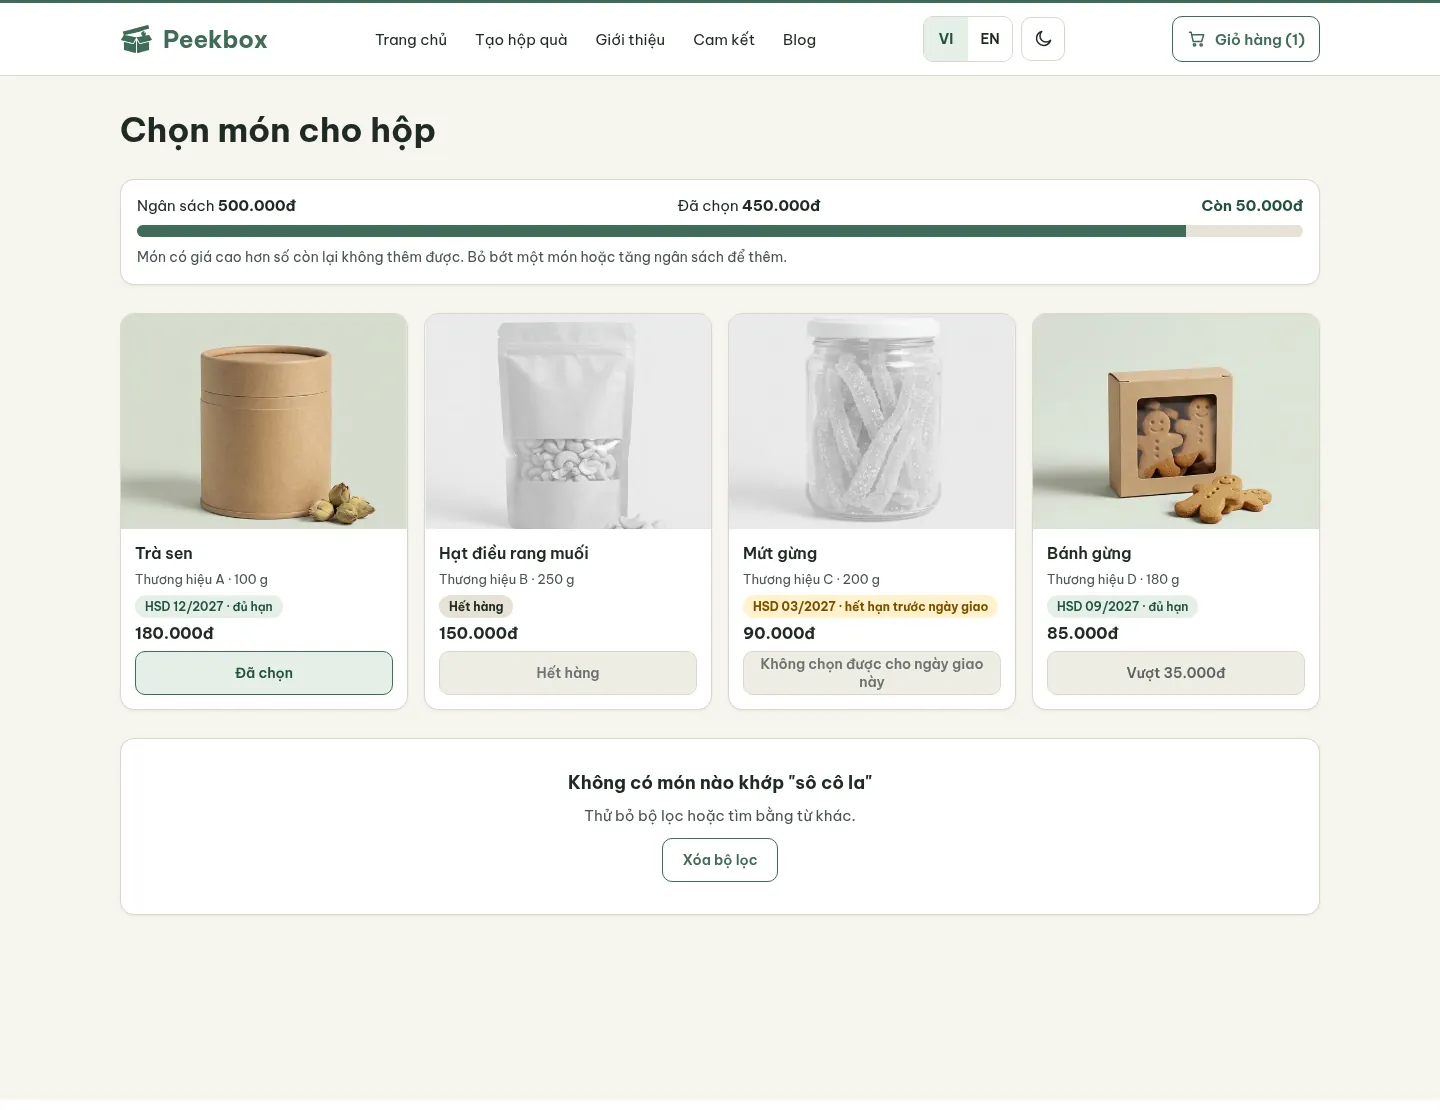 Peekbox
Trang chủ
Tạo hộp quà
Giới thiệu
Cam kết
Blog
VI
EN
Giỏ hàng (1)
Chọn món cho hộp
Ngân sách 500.000đ
Đã chọn 450.000đ
Còn 50.000đ
Món có giá cao hơn số còn lại không thêm được. Bỏ bớt một món hoặc tăng ngân sách để thêm.
Trà sen
Thương hiệu A · 100 g
HSD 12/2027 · đủ hạn
180.000đ
Đã chọn
Hạt điều rang muối
Thương hiệu B · 250 g
Hết hàng
150.000đ
Hết hàng
Mứt gừng
Thương hiệu C · 200 g
HSD 03/2027 · hết hạn trước ngày giao
90.000đ
Không chọn được cho ngày giao
này
Bánh gừng
Thương hiệu D · 180 g
HSD 09/2027 · đủ hạn
85.000đ
Vượt 35.000đ
Không có món nào khớp "sô cô la"
Thử bỏ bộ lọc hoặc tìm bằng từ khác.
Xóa bộ lọc